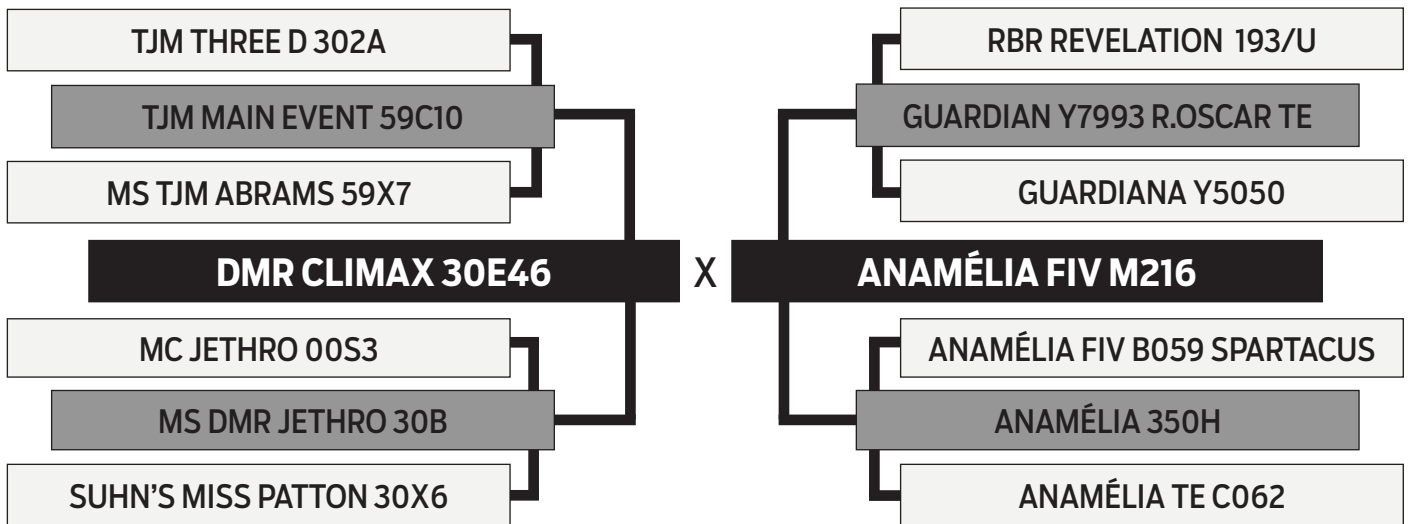 TJM THREE D 302A
TJM MAIN EVENT 59C10
MS TJM ABRAMS 59X7
DMR CLIMAX 30E46
MC JETHRO 00S3
MS DMR JETHRO 30B
SUHN’S MISS PATTON 30X6
X
RBR REVELATION 193/U
GUARDIAN Y7993 R.OSCAR TE
GUARDIANA Y5050
ANAMÉLIA FIV M216
ANAMÉLIA FIV B059 SPARTACUS
ANAMÉLIA 350H
ANAMÉLIA TE C062